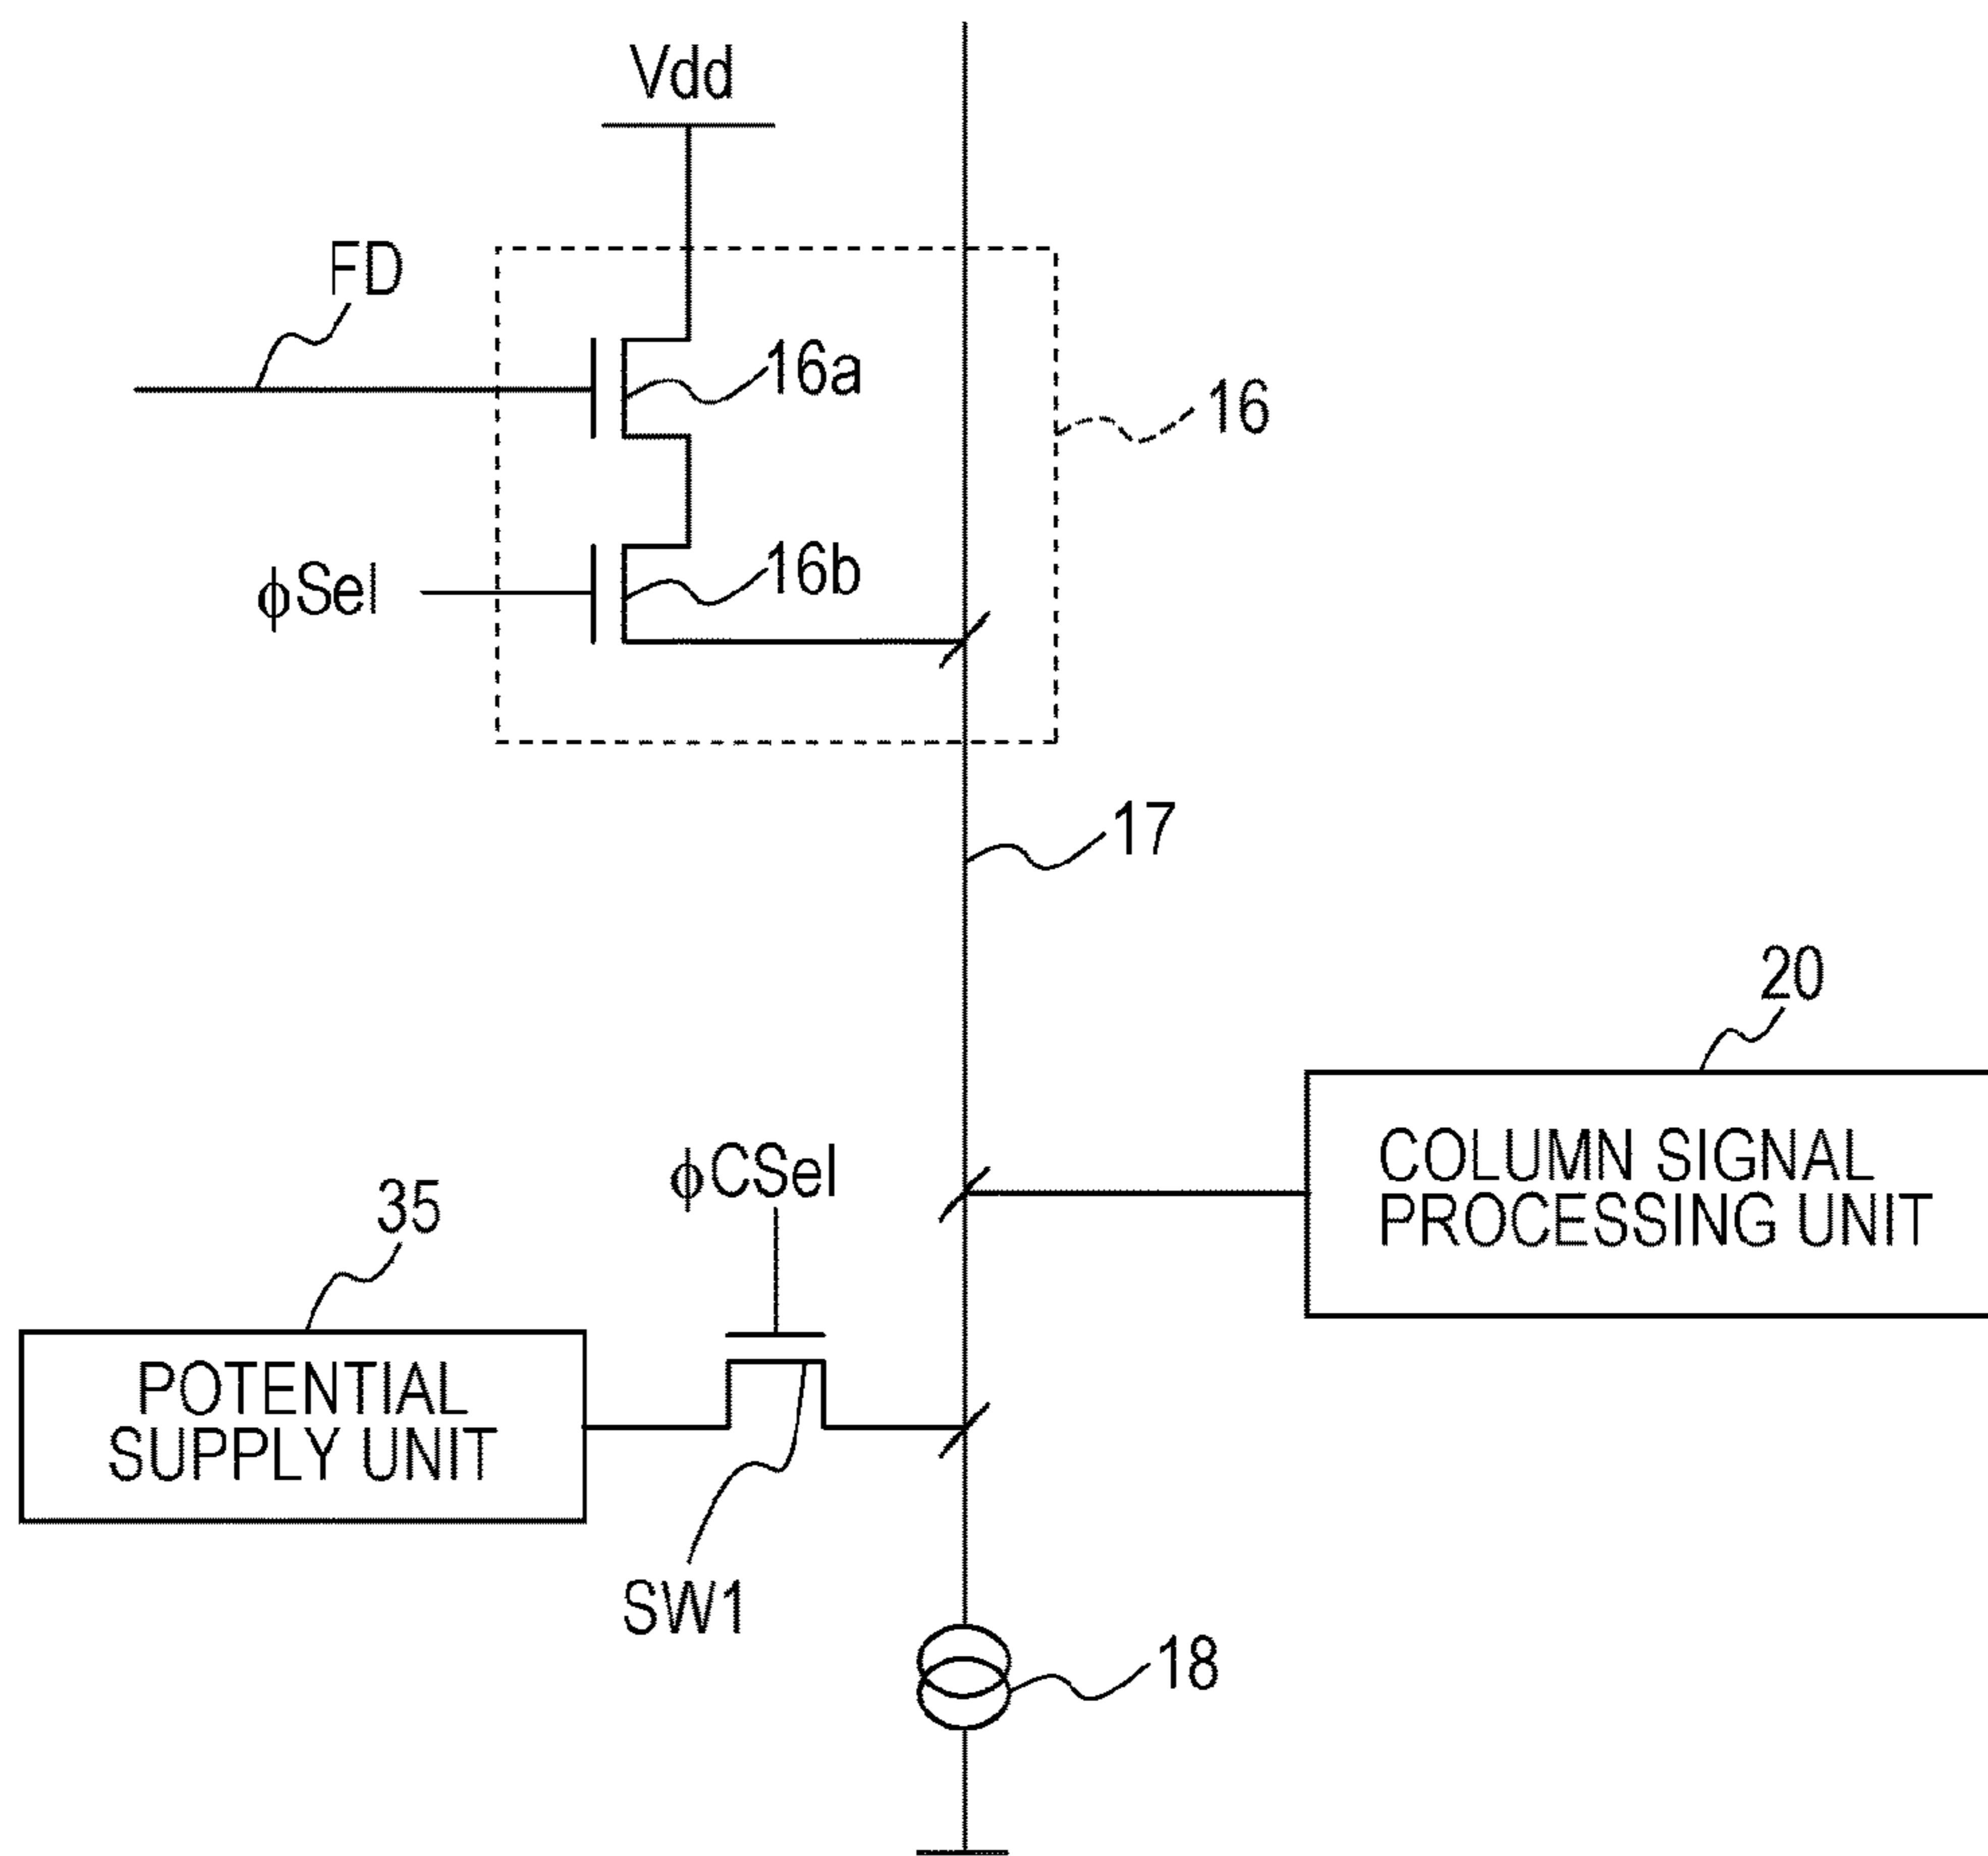 Vdd
FD
16a
16
16b
ϕSel
17
20
COLUMN SIGNAL
PROCESSING UNIT
ϕCSel
35
POTENTIAL
SUPPLY UNIT
SW1
18